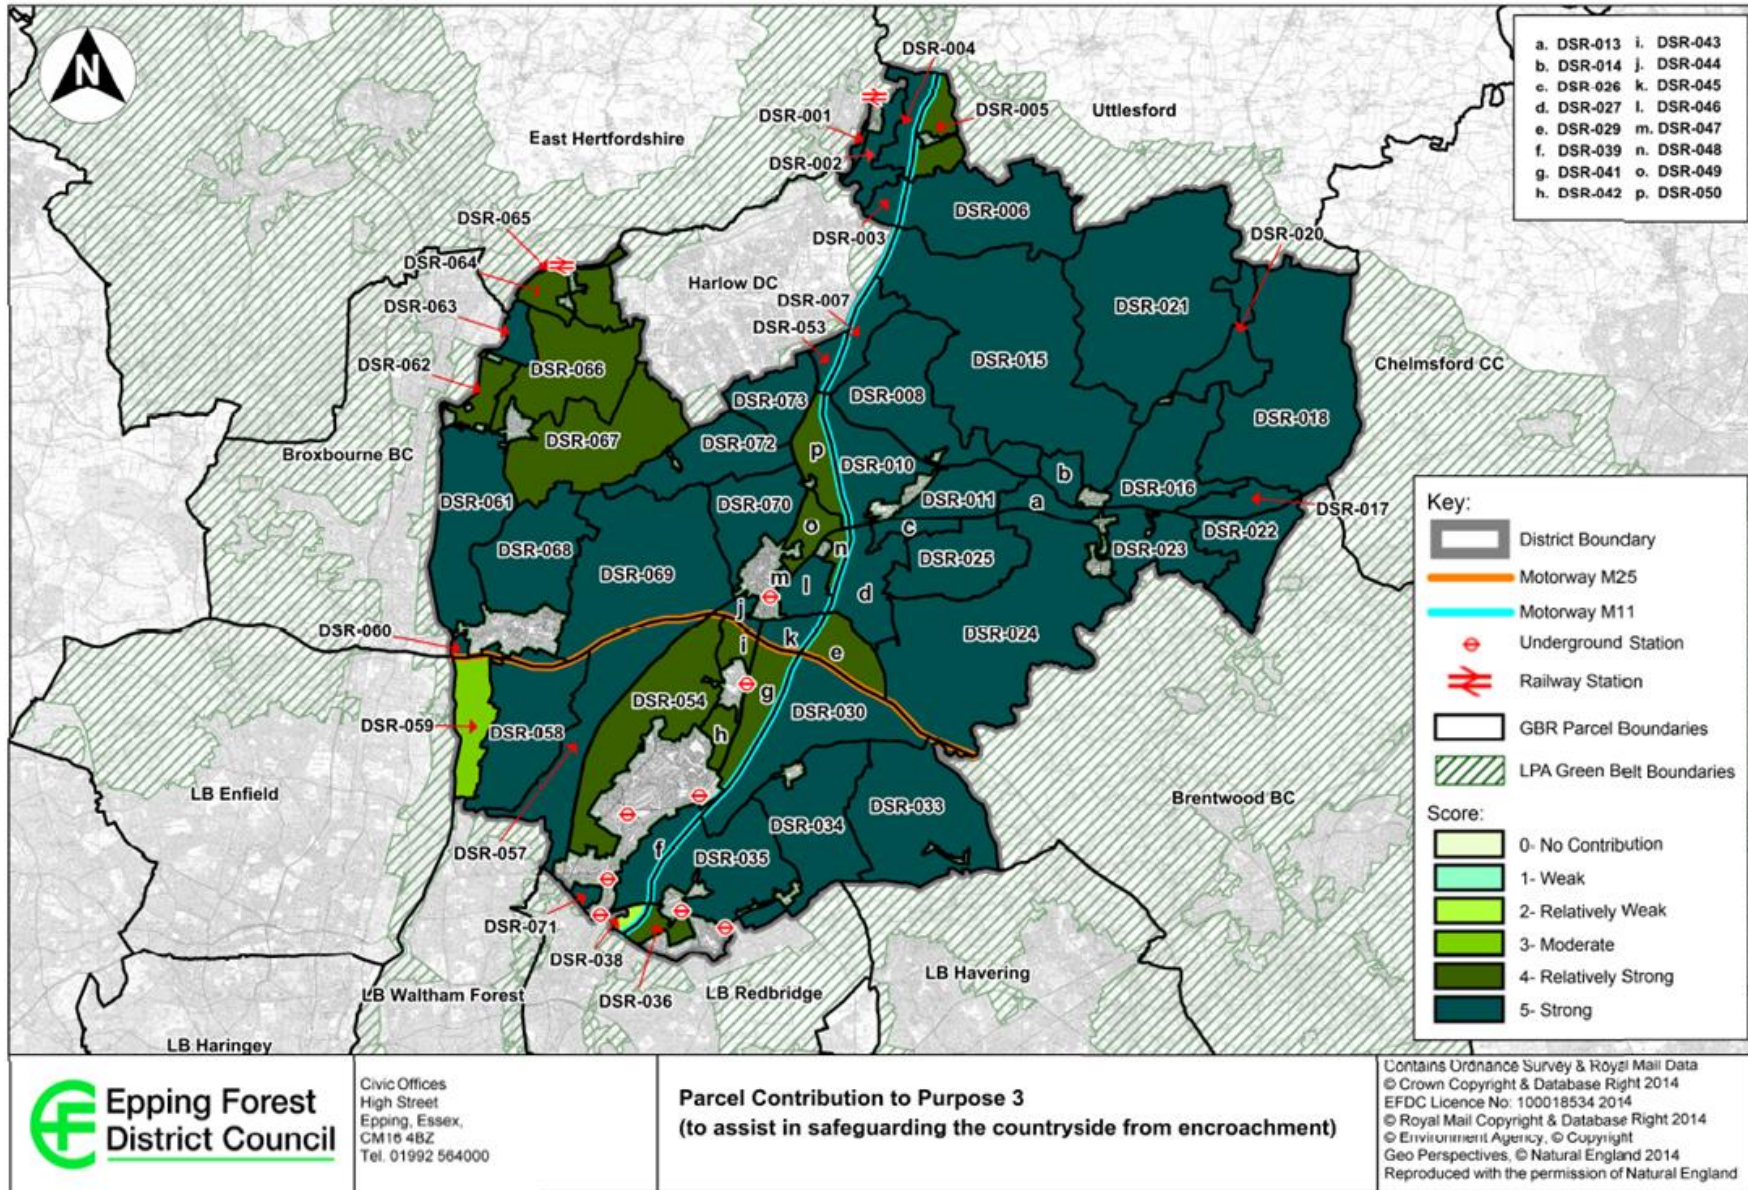 N
DSR-004
a. DSR-013 i. DSR-043
b. DSR-014 j. DSR-044
c. DSR-026 k. DSR-045
d. DSR-027 l. DSR-046
e. DSR-029 m. DSR-047
f. DSR-039 n. DSR-048
g. DSR-041 o. DSR-049
h. DSR-042 p. DSR-050
DSR-001
DSR-005
Uttlesford
East Hertfordshire
DSR-002
DSR-065
DSR-006
DSR-003
DSR-020
DSR-064
Harlow DC
DSR-063
DSR-007
DSR-021
DSR-053
DSR-015
DSR-062
DSR-066
Chelmsford CC
DSR-073
DSR-008
DSR-018
DSR-067
DSR-072
Broxbourne BC
p
DSR-010
b
DSR-061
DSR-070
DSR-011
a
DSR-016
DSR-017
o
c
DSR-022
DSR-068
n
DSR-025
DSR-023
DSR-069
m
l
d
j
DSR-060
i
k
DSR-024
e
DSR-054
g
DSR-030
DSR-059
DSR-058
h
LB Enfield
Brentwood BC
DSR-033
DSR-034
DSR-057
f
DSR-035
DSR-071
DSR-038
LB Havering
LB Waltham Forest
DSR-036
LB Redbridge
LB Haringey
Key:
District Boundary
Motorway M25
Motorway M11
Underground Station
Railway Station
GBR Parcel Boundaries
LPA Green Belt Boundaries
Score:
0- No Contribution
1- Weak
2- Relatively Weak
3- Moderate
4- Relatively Strong
5- Strong
Epping Forest
District Council
Civic Offices
High Street
Epping, Essex,
CM16 4BZ
Tel. 01992 564000
Parcel Contribution to Purpose 3
(to assist in safeguarding the countryside from encroachment)
Contains Ordnance Survey & Royal Mail Data
© Crown Copyright & Database Right 2014
EFDC Licence No: 100018534 2014
© Royal Mail Copyright & Database Right 2014
© Environment Agency, © Copyright
Geo Perspectives, © Natural England 2014
Reproduced with the permission of Natural England